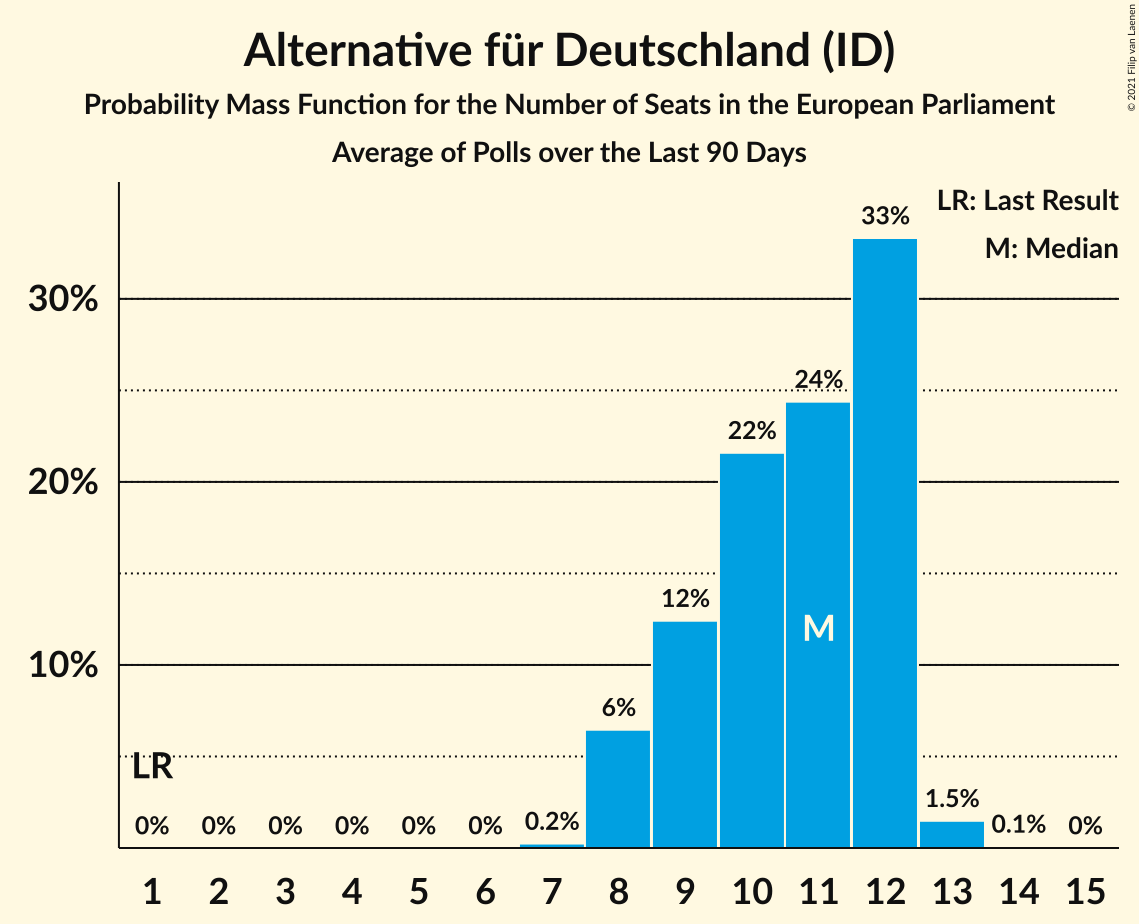 Alternative für Deutschland (ID)
Probability Mass Function for the Number of Seats in the European Parliament
Average of Polls over the Last 90 Days
© 2021 Filip van Laenen
LR: Last Result
M: Median
30%
20%
10%
LR
M
0%
0%
0%
0%
0%
0%
0.2%
6%
12%
22%
24%
33%
1.5%
0.1%
0%
1 2 3 4 5 6 7 8 9 10 11 12 13 14 15